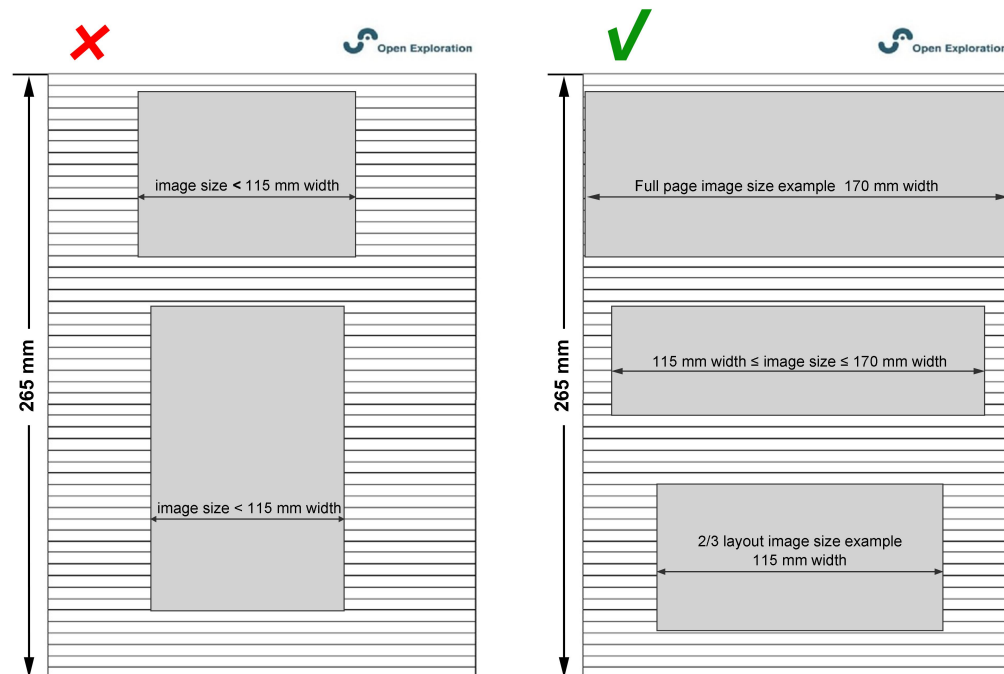 Open Exploration
image size < 115 mm width
image size < 115 mm width
265 mm
Open Exploration
Full page image size example 170 mm width
115 mm width ≤ image size ≤ 170 mm width
2/3 layout image size example
115 mm width
265 mm